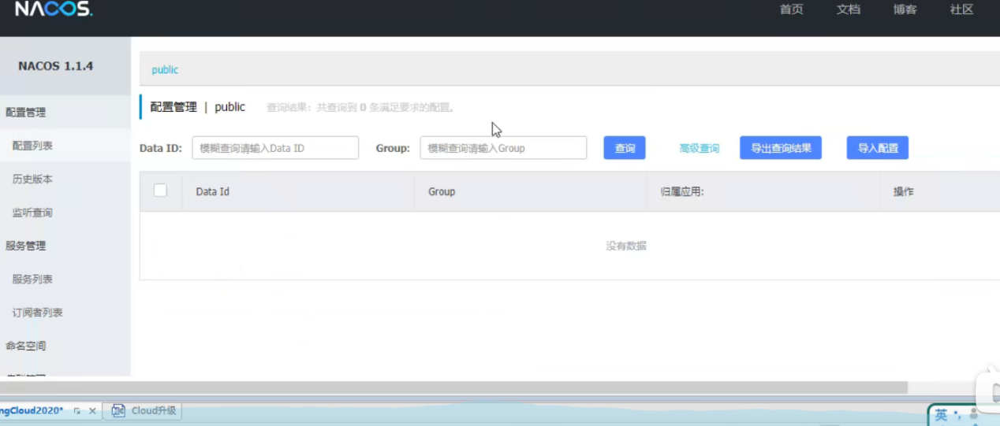 NACOS.
首页 文档 博客 社区
NACOS 1.1.4
public
配置管理
配置管理 | public 查询结果：共查询到 0 条满足要求的配置。
配置列表
Data ID: 模糊查询请输入Data ID Group: 模糊查询请输入Group 查询 高级查询 导出查询结果 导入配置
历史版本
Data Id Group 归属应用: 操作
监听查询
服务管理
没有数据
服务列表
订阅者列表
命名空间
ngCloud2020* Cloud升级
英